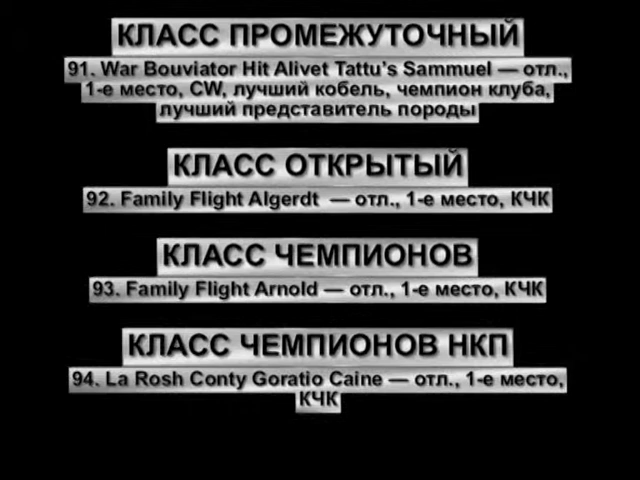 КЛАСС ПРОМЕЖУТОЧНЫЙ
91. War Bouviator Hit Alivet Tattu's Sammuel — отл.,
1-е место, CW, лучший кобель, чемпион клуба,
лучший представитель породы
КЛАСС ОТКРЫТЫЙ
92. Family Flight Algerdt — отл., 1-е место, КЧК
КЛАСС ЧЕМПИОНОВ
93. Family Flight Arnold — отл., 1-е место, КЧК
КЛАСС ЧЕМПИОНОВ НКП
94. La Rosh Conty Goratio Caine — отл., 1-е место,
КЧК